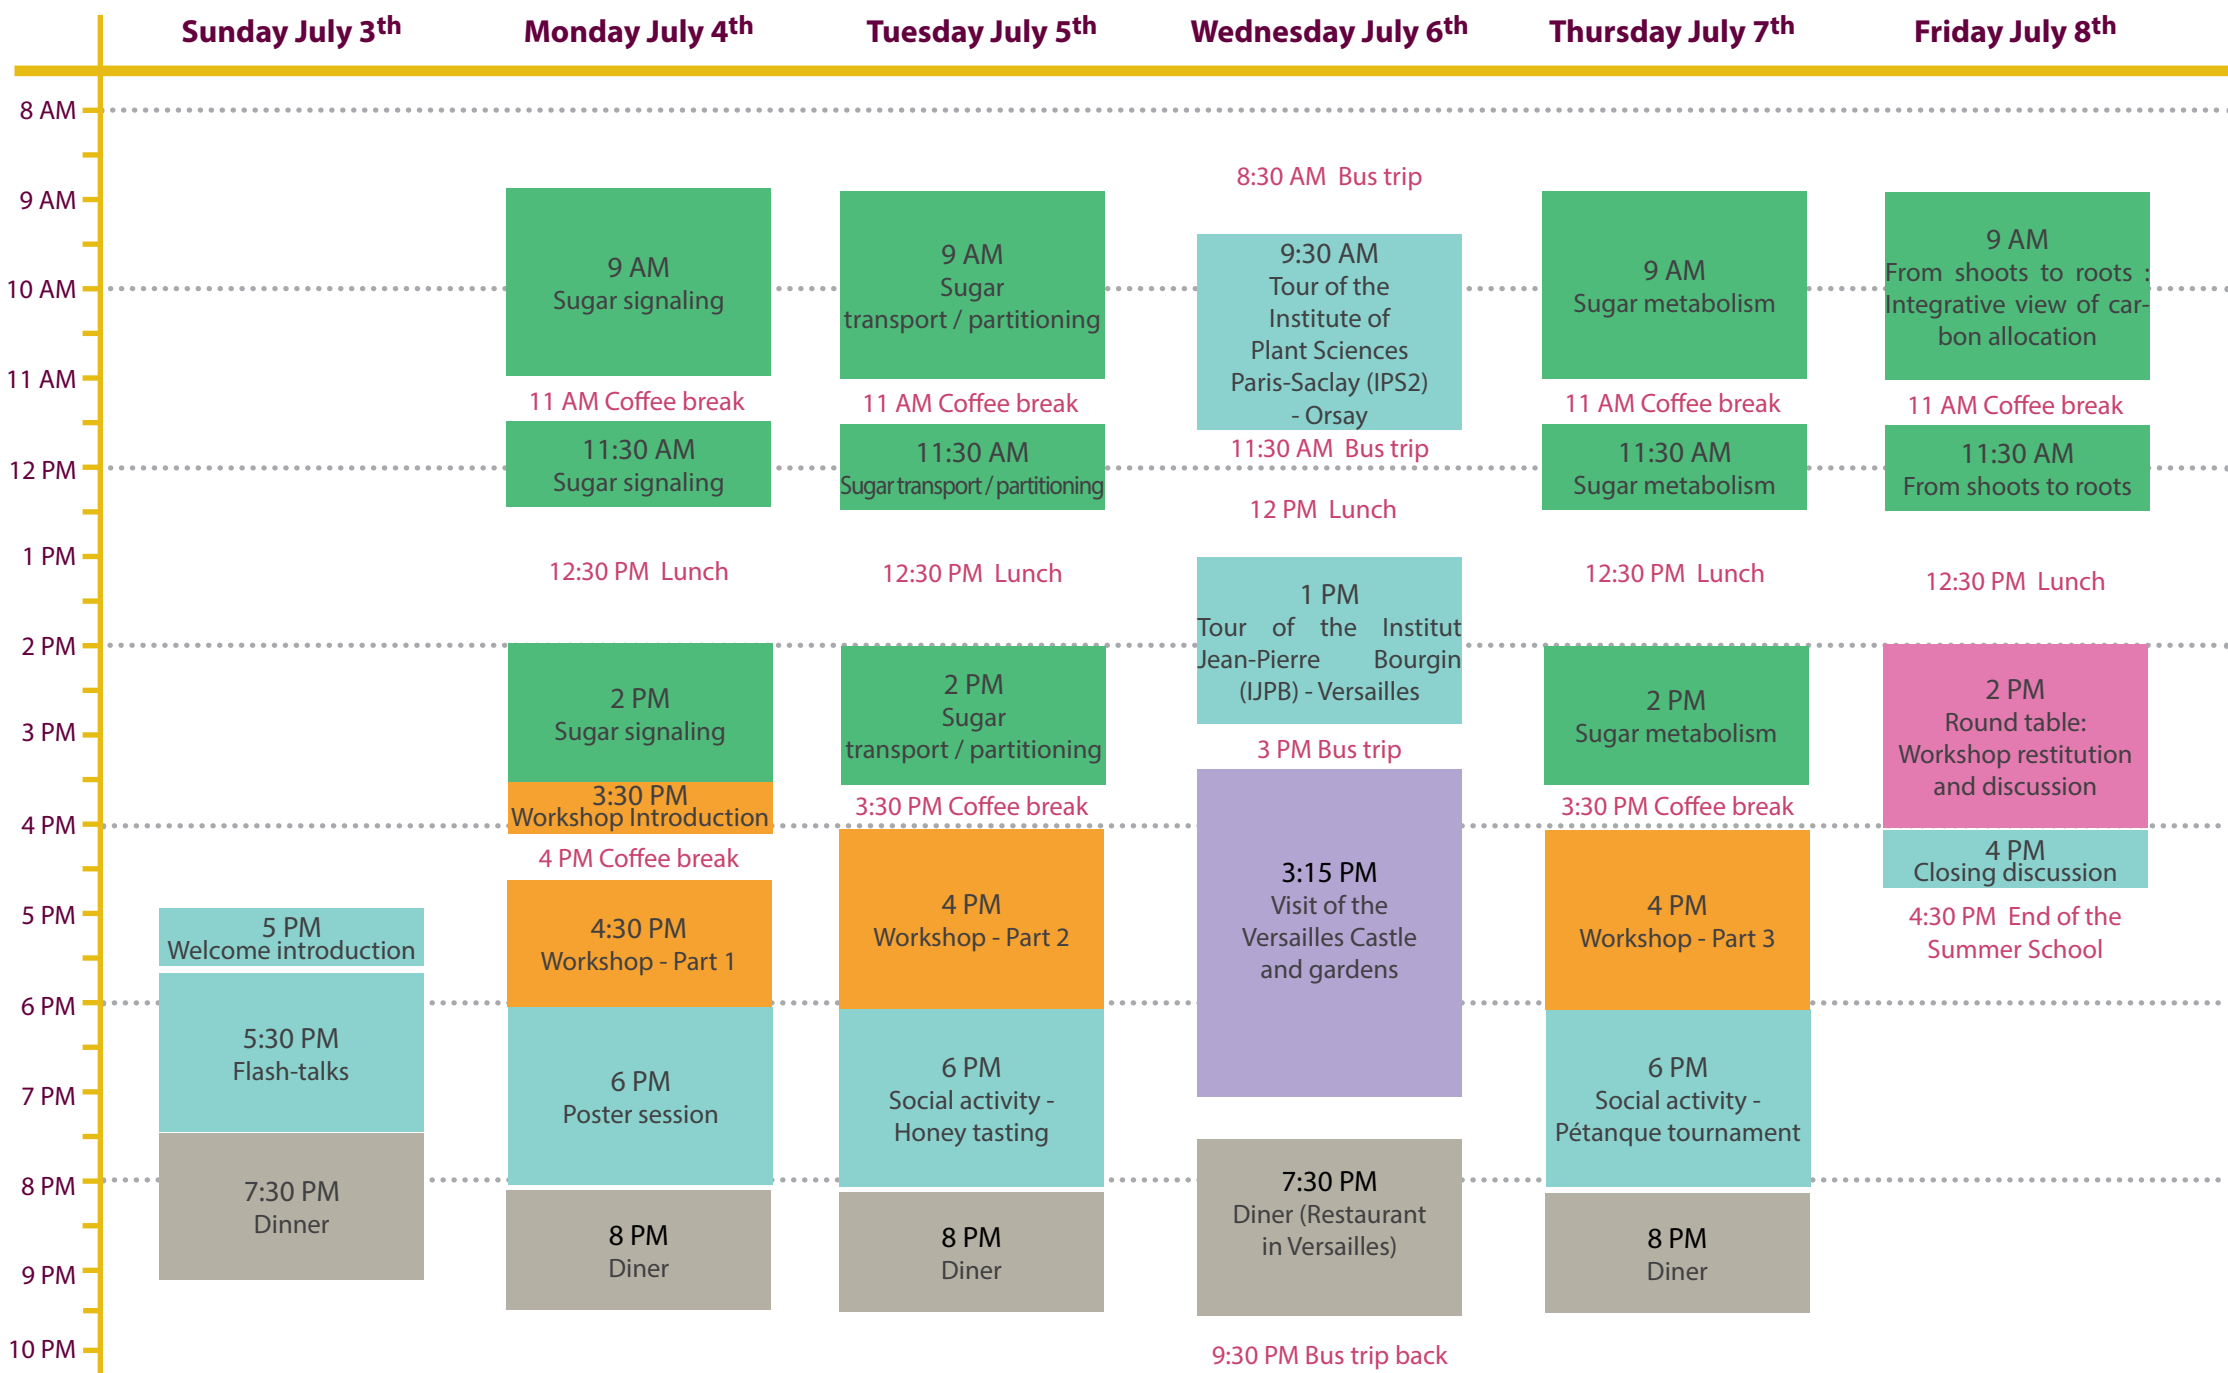 Sunday July 3th
Monday July 4th
Tuesday July 5th
Wednesday July 6th
Thursday July 7th
Friday July 8th
8 AM
9 AM
10 AM
11 AM
12 PM
1 PM
2 PM
3 PM
4 PM
5 PM
6 PM
7 PM
8 PM
9 PM
10 PM
5 PM
Welcome introduction
5:30 PM
Flash-talks
7:30 PM
Dinner
9 AM
Sugar signaling
11 AM Coffee break
11:30 AM
Sugar signaling
12:30 PM Lunch
2 PM
Sugar signaling
3:30 PM
Workshop Introduction
4 PM Coffee break
4:30 PM
Workshop - Part 1
6 PM
Poster session
8 PM
Diner
9 AM
Sugar
transport / partitioning
11 AM Coffee break
11:30 AM
Sugar transport / partitioning
12:30 PM Lunch
2 PM
Sugar
transport / partitioning
3:30 PM Coffee break
4 PM
Workshop - Part 2
6 PM
Social activity -
Honey tasting
8 PM
Diner
8:30 AM Bus trip
9:30 AM
Tour of the
Institute of
Plant Sciences
Paris-Saclay (IPS2)
- Orsay
11:30 AM Bus trip
12 PM Lunch
1 PM
Tour of the Institut
Jean-Pierre Bourgin
(IJPB) - Versailles
3 PM Bus trip
3:15 PM
Visit of the
Versailles Castle
and gardens
7:30 PM
Diner (Restaurant
in Versailles)
9:30 PM Bus trip back
9 AM
Sugar metabolism
11 AM Coffee break
11:30 AM
Sugar metabolism
12:30 PM Lunch
2 PM
Sugar metabolism
3:30 PM Coffee break
4 PM
Workshop - Part 3
6 PM
Social activity -
Pétanque tournament
8 PM
Diner
9 AM
From shoots to roots :
Integrative view of car-
bon allocation
11 AM Coffee break
11:30 AM
From shoots to roots
12:30 PM Lunch
2 PM
Round table:
Workshop restitution
and discussion
4 PM
Closing discussion
4:30 PM End of the
Summer School